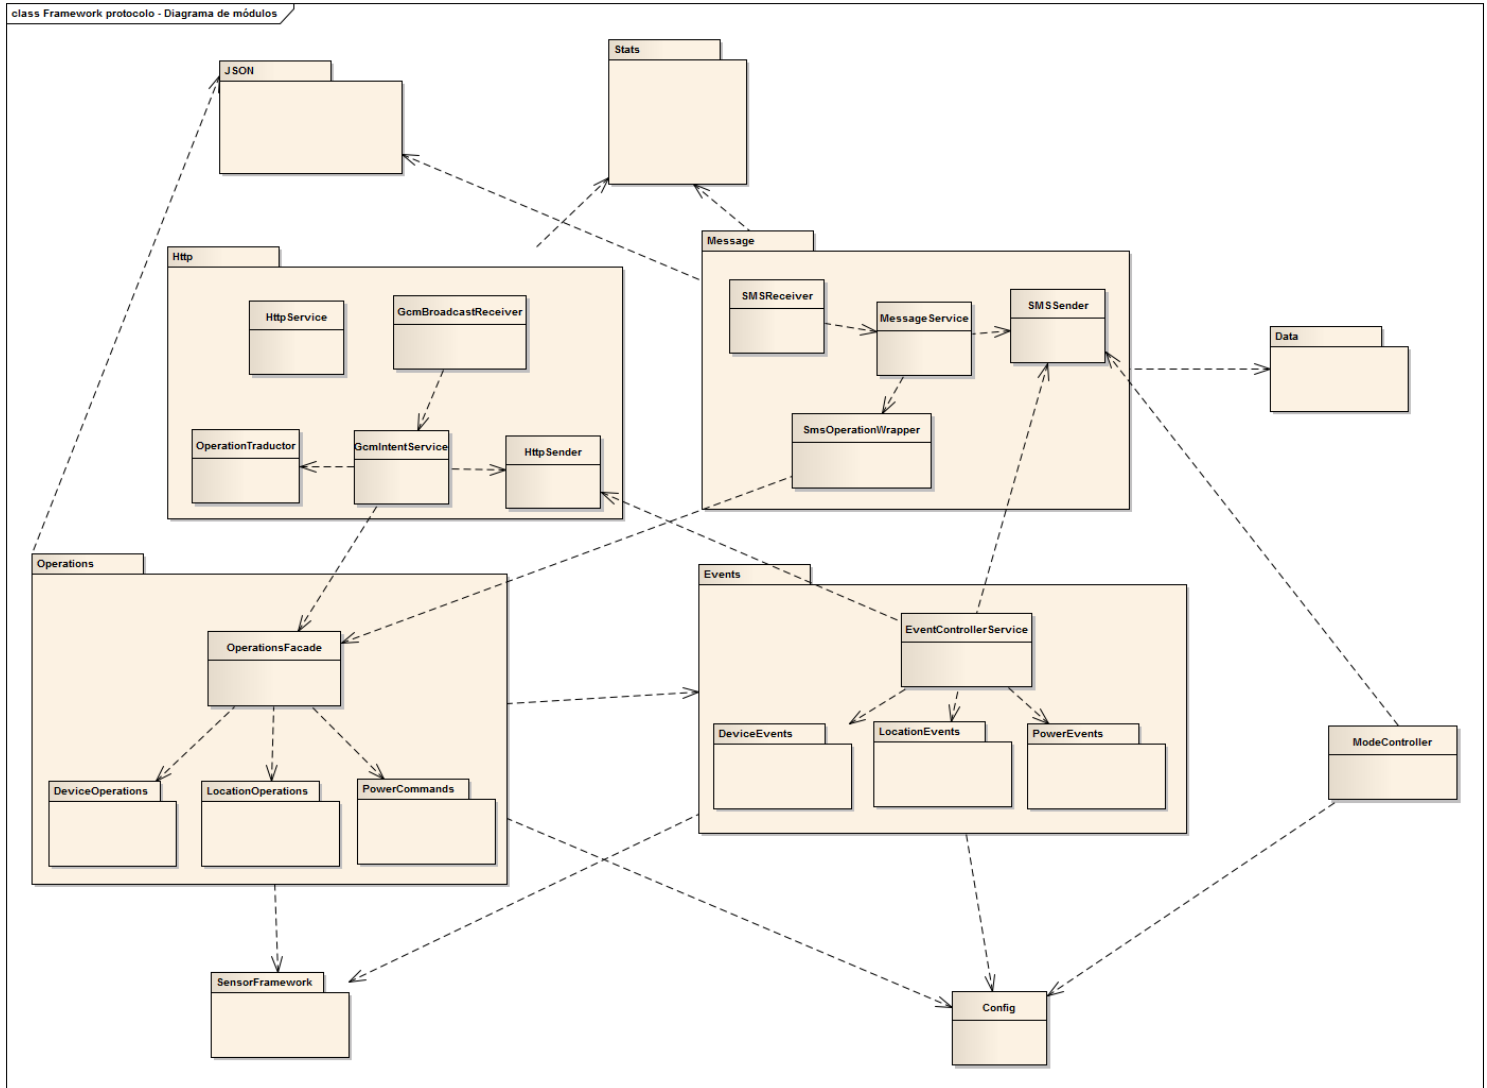 class Framework protocolo - Diagrama de módulos
Stats
JSON
Message
Http
SMSReceiver
GcmBroadcastReceiver
SMSSender
HttpService
MessageService
Data
SmsOperationWrapper
OperationTraductor
GcmIntentService
HttpSender
Operations
Events
EventControllerService
OperationsFacade
DeviceEvents
LocationEvents
PowerEvents
ModeController
DeviceOperations
LocationOperations
PowerCommands
SensorFramework
Config